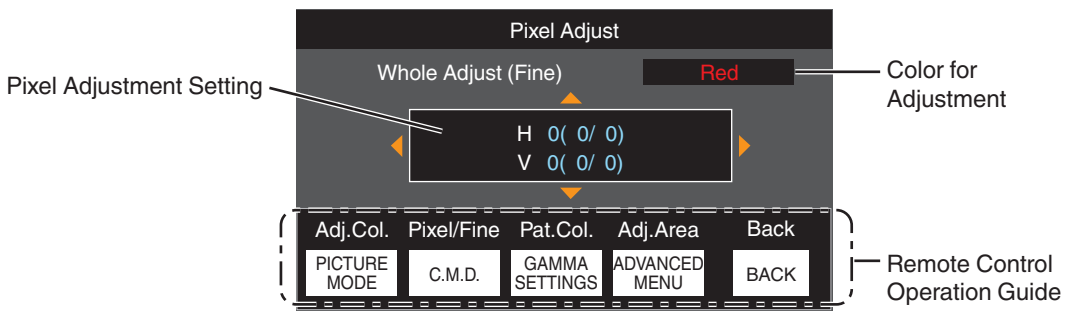 Pixel Adjust
Whole Adjust (Fine) Red
Pixel Adjustment Setting
Color for
Adjustment
H 0( 0/ 0)
V 0( 0/ 0)
Adj.Col. Pixel/Fine Pat.Col. Adj.Area Back
PICTURE
MODE
C.M.D.
GAMMA
SETTINGS
ADVANCED
MENU
BACK
Remote Control
Operation Guide